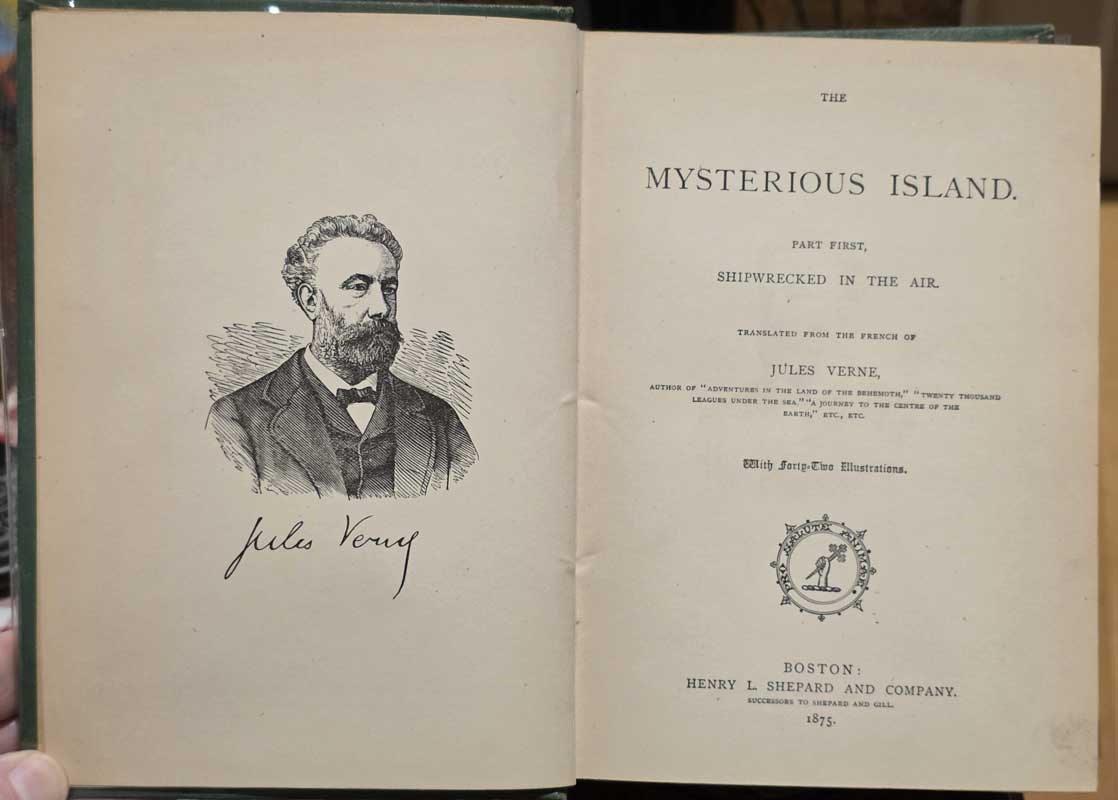 Jules Verne
THE
MYSTERIOUS ISLAND.
PART FIRST,
SHIPWRECKED IN THE AIR.
TRANSLATED FROM THE FRENCH OF
JULES VERNE,
AUTHOR OF "ADVENTURES IN THE LAND OF THE BEHEMOTH," "TWENTY THOUSAND
LEAGUES UNDER THE SEA." "A JOURNEY TO THE CENTRE OF THE
EARTH," ETC., ETC.
With Forty-Two Illustrations.
PRO SALUTE ANIMAE
BOSTON:
HENRY L. SHEPARD AND COMPANY.
SUCCESSORS TO SHEPARD AND GILL.
1875.